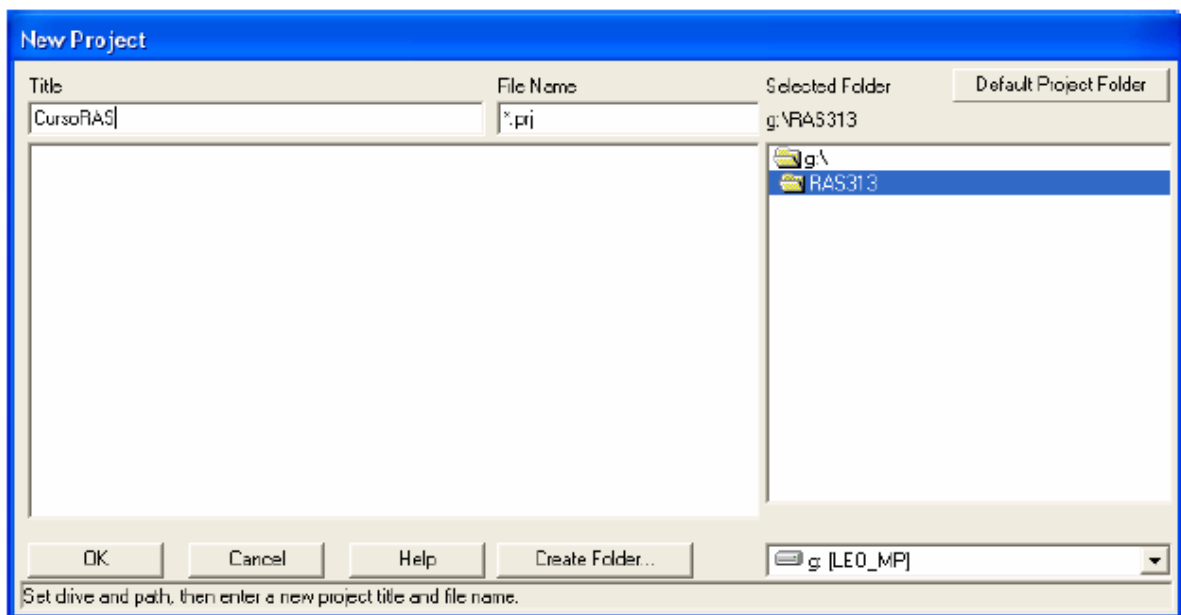 New Project
Title File Name Selected Folder Default Project Folder
CursoRAS *.prj g:\RAS313
g:\
RAS313
OK Cancel Help Create Folder... g: [LEO_MP]
Set drive and path, then enter a new project title and file name.